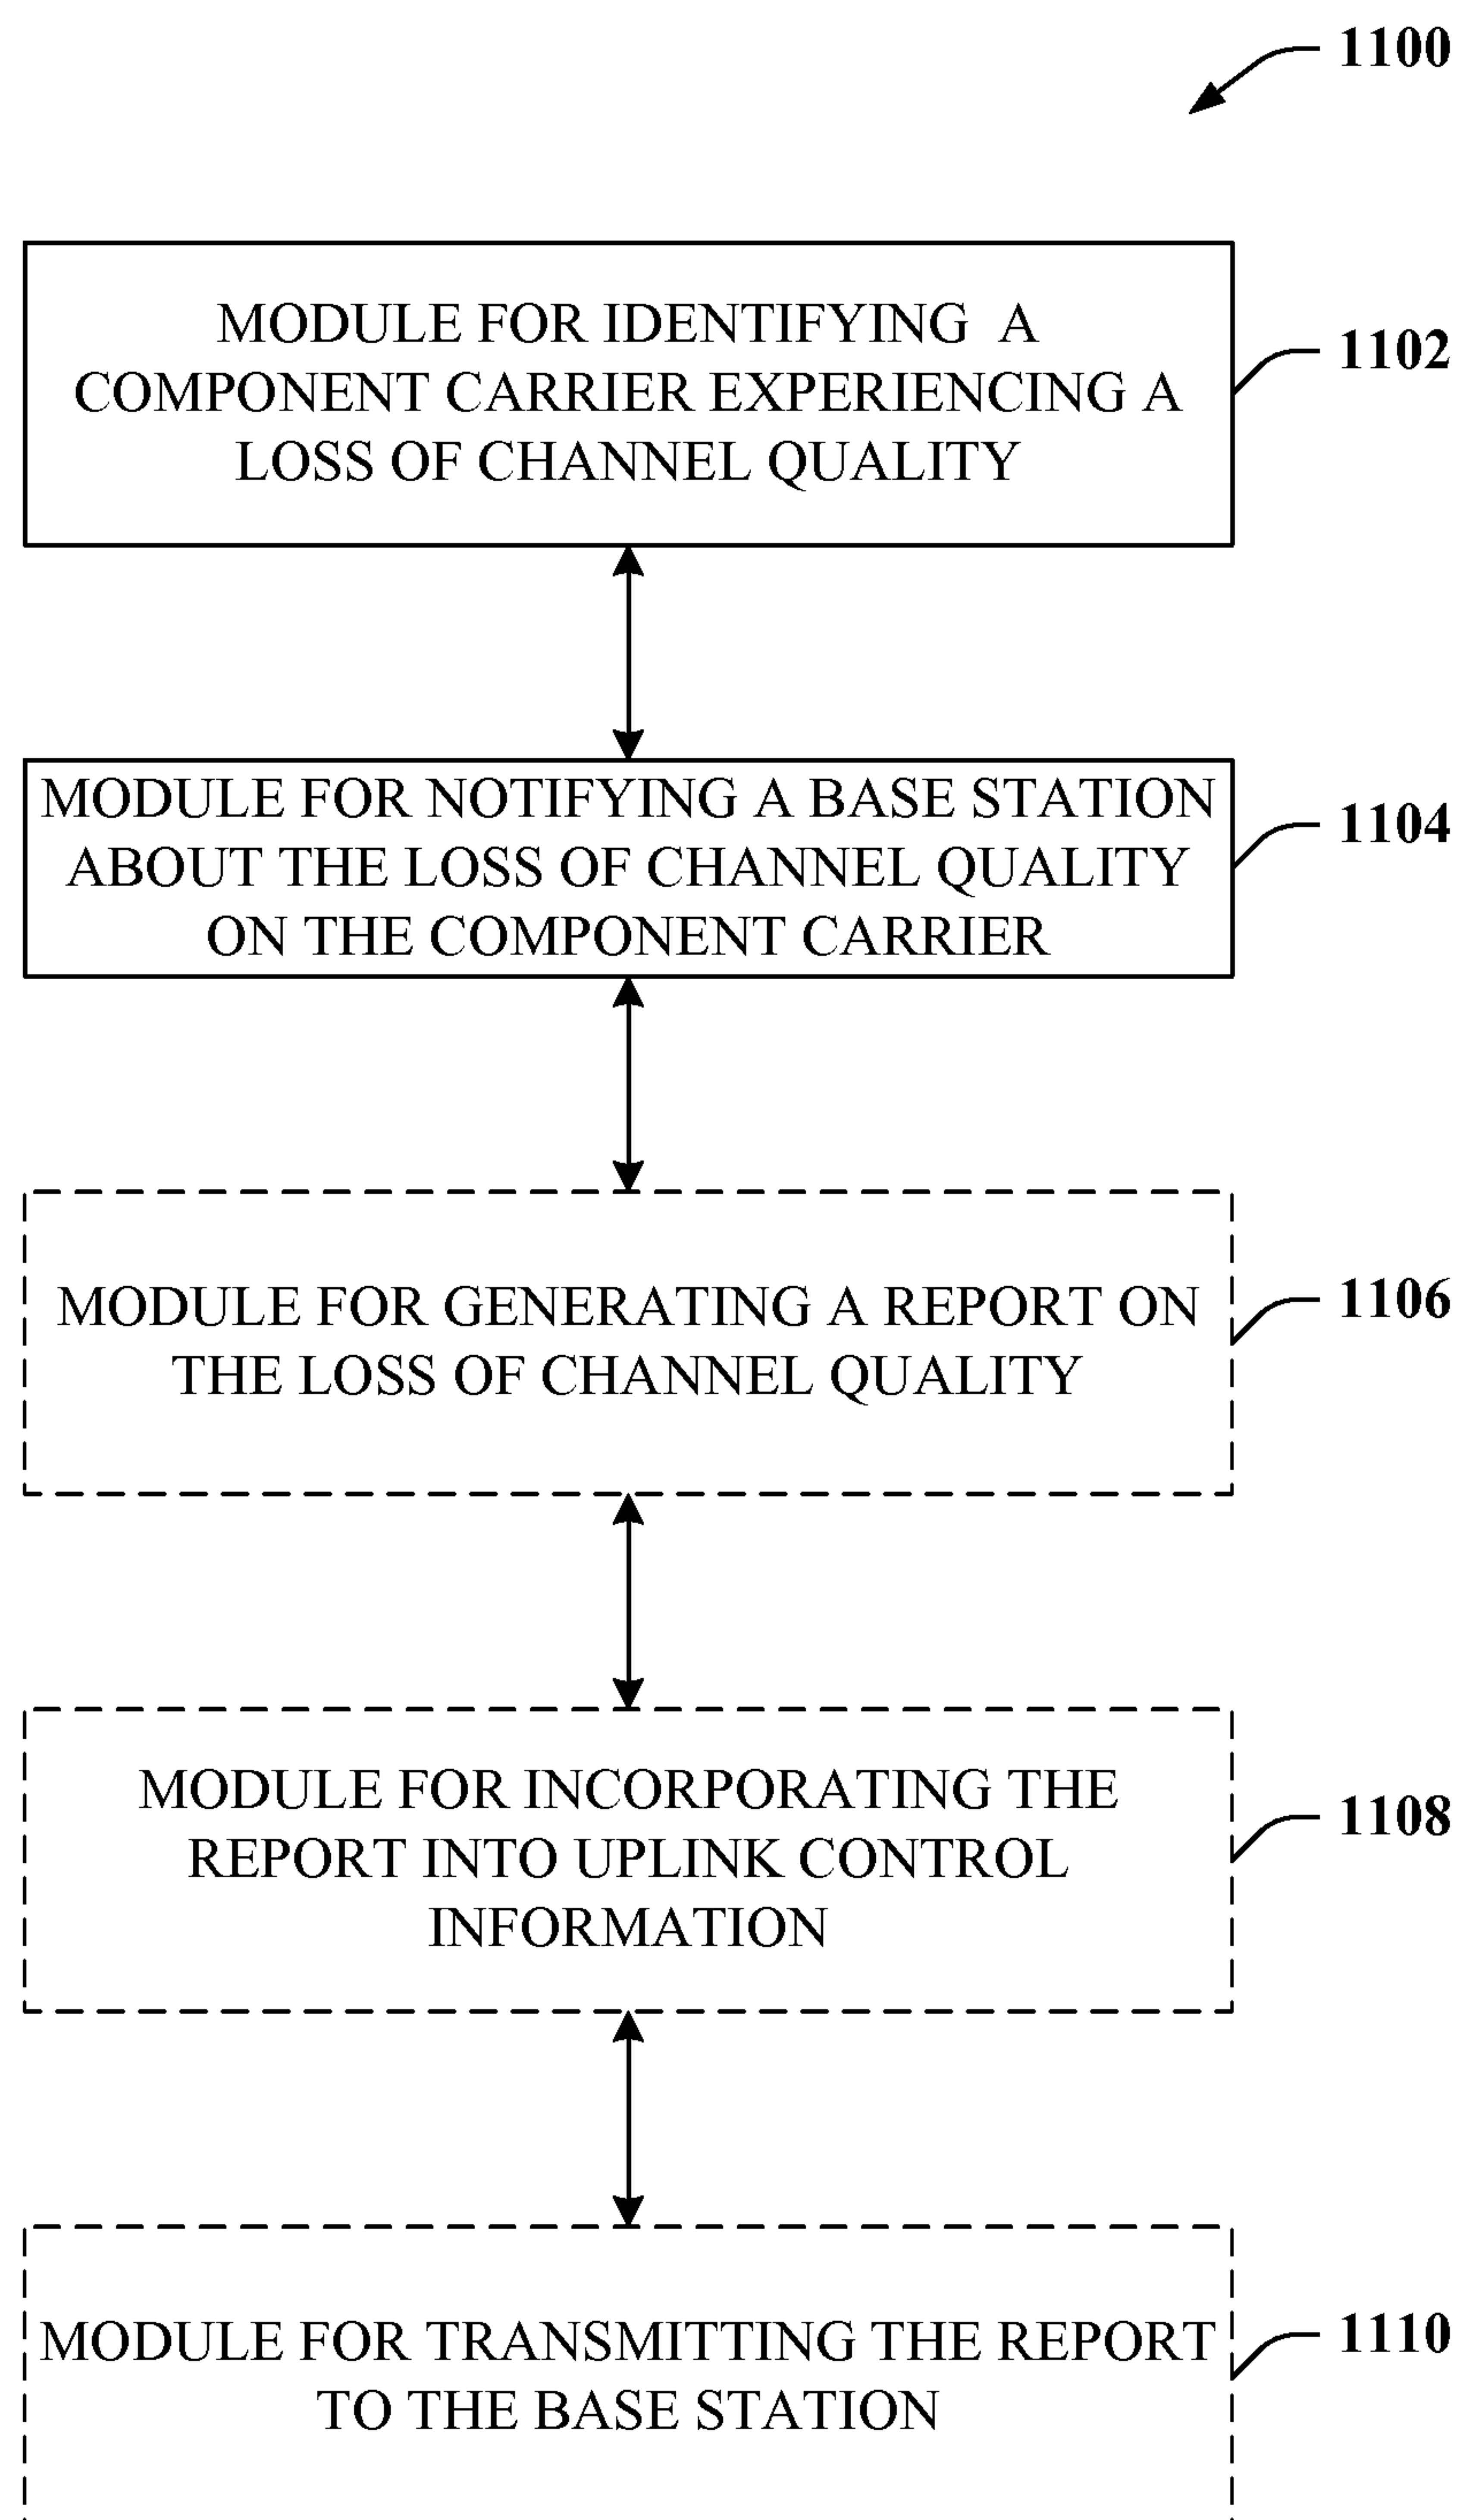 1100
MODULE FOR IDENTIFYING A
COMPONENT CARRIER EXPERIENCING A
LOSS OF CHANNEL QUALITY
1102
MODULE FOR NOTIFYING A BASE STATION
ABOUT THE LOSS OF CHANNEL QUALITY
ON THE COMPONENT CARRIER
1104
MODULE FOR GENERATING A REPORT ON
THE LOSS OF CHANNEL QUALITY
1106
MODULE FOR INCORPORATING THE
REPORT INTO UPLINK CONTROL
INFORMATION
1108
MODULE FOR TRANSMITTING THE REPORT
TO THE BASE STATION
1110